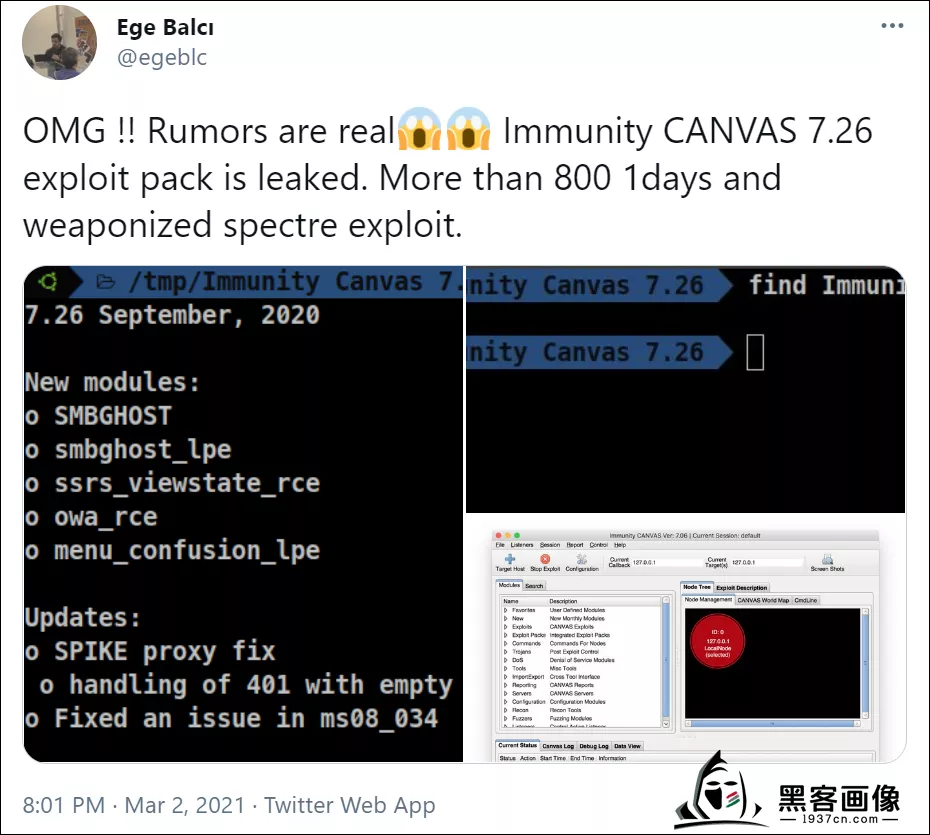 Ege Balcı
@egeblc
OMG !! Rumors are real😱😱 Immunity CANVAS 7.26
exploit pack is leaked. More than 800 1days and
weaponized spectre exploit.
/tmp/Immunity Canvas 7.
7.26 September, 2020
New modules:
o SMBGHOST
o smbghost_lpe
o ssrs_viewstate_rce
o owa_rce
o menu_confusion_lpe
Updates:
o SPIKE proxy fix
o handling of 401 with empty
o Fixed an issue in ms08_034
nity Canvas 7.26 find Immuni
nity Canvas 7.26
Immunity CANVAS Ver: 7.06 | Current Session: default
File Listeners Session Report Control Help
Target Host Stop Exploit Configuration Current Callback 127.0.0.1 Current Target(s) 127.0.0.1 Screen Shots
Modules Search
Name Description
Favorites User Defined Modules
New New Monthly Modules
Exploits CANVAS Exploits
Exploit Packs Integrated Exploit Packs
Commands Commands For Nodes
Trojans Post Exploit Control
DoS Denial of Service Modules
Tools Misc Tools
ImportExport Cross Tool Interface
Reporting CANVAS Reports
Servers CANVAS Servers
Configuration Configuration Modules
Recon Recon Tools
Fuzzers Fuzzing Modules
Node Tree Exploit Description
Node Management CANVAS World Map CmdLine
ID: 0
127.0.0.1
LocalNode
(selected)
Current Status Canvas Log Debug Log Data View
Status Action Start Time End Time Information
8:01 PM · Mar 2, 2021 · Twitter Web App
黑客画像
1937cn.com